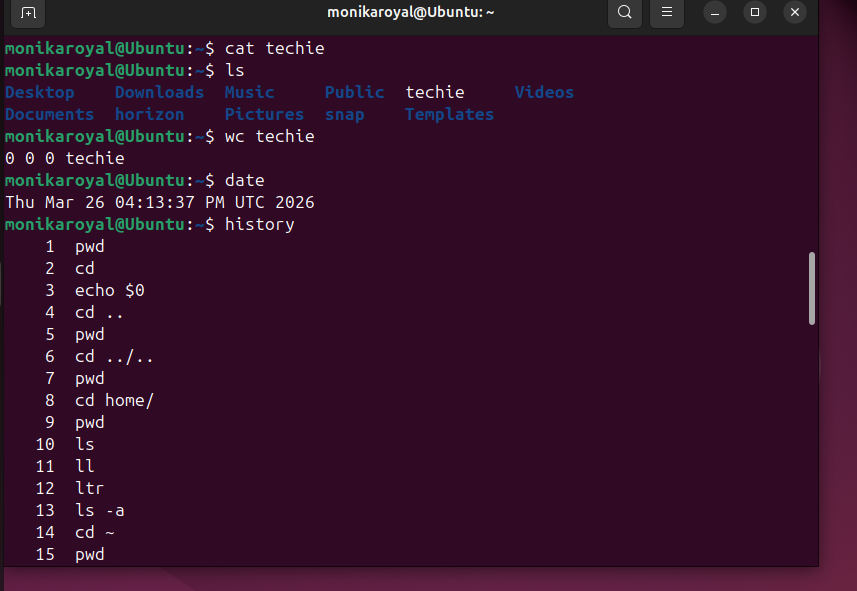 monikaroyal@Ubuntu: ~
monikaroyal@Ubuntu:~$ cat techie
monikaroyal@Ubuntu:~$ ls
Desktop    Downloads  Music     Public  techie     Videos
Documents  horizon    Pictures  snap    Templates
monikaroyal@Ubuntu:~$ wc techie
0 0 0 techie
monikaroyal@Ubuntu:~$ date
Thu Mar 26 04:13:37 PM UTC 2026
monikaroyal@Ubuntu:~$ history
    1  pwd
    2  cd
    3  echo $0
    4  cd ..
    5  pwd
    6  cd ../..
    7  pwd
    8  cd home/
    9  pwd
   10  ls
   11  ll
   12  ltr
   13  ls -a
   14  cd ~
   15  pwd